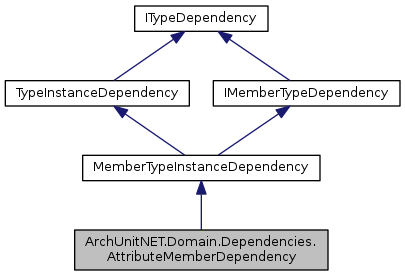 ITypeDependency
TypeInstanceDependency
IMemberTypeDependency
MemberTypeInstanceDependency
ArchUnitNET.Domain.Dependencies.
AttributeMemberDependency